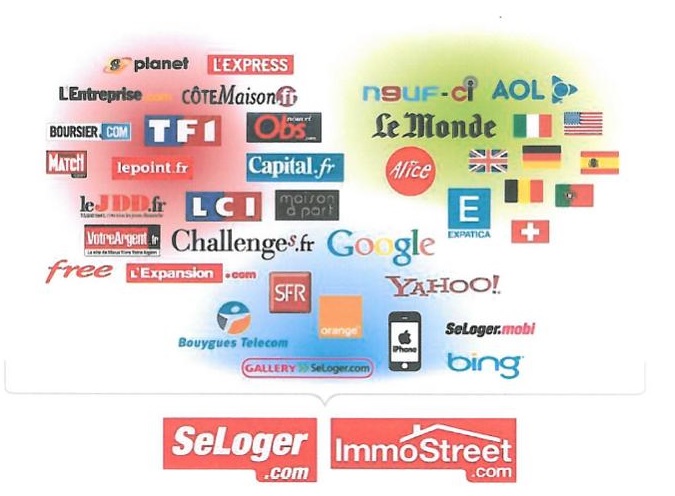 planet
L'EXPRESS
L'Entreprise.com
CÔTEMaison.fr
neuf-ci
AOL
BOURSIER.COM
TF1
nouvel
Obs.com
Le Monde
MATCH
lepoint.fr
Capital.fr
Alice
leJDD.fr
LCI
maison
à part
E
EXPATICA
VotreArgent.fr
Challenges.fr
Google
free
L'Expansion.com
SFR
YAHOO!
orange
iPhone
SeLoger.mobi
Bouygues Telecom
GALLERY SeLoger.com
bing
SeLoger
.com
ImmoStreet
.com